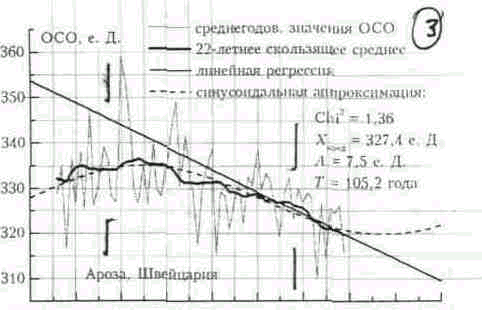 3
ОСО, е. Д.
среднегодов. значения ОСО
22-летнее скользящее среднее
линейная регрессия
синусоидальная аппроксимация:
Chi² = 1,36
= 327,4 е. Д
A = 7,5 е. Д.
T = 105,2 года
360
350
340
330
320
310
Ароза, Швейцария